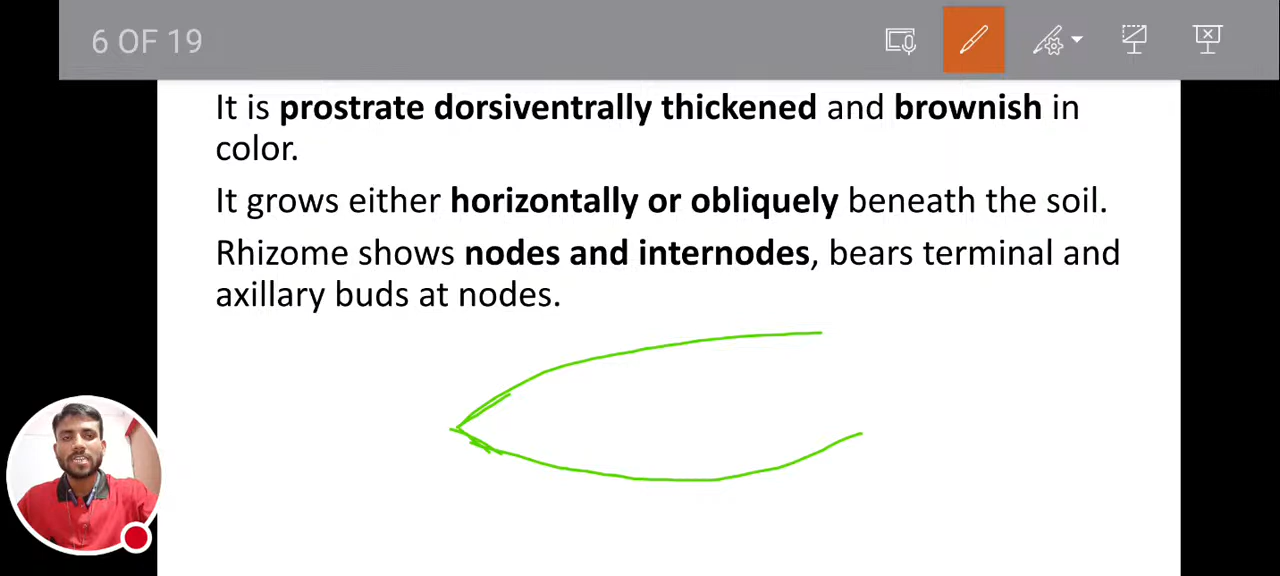 6 OF 19
It is prostrate dorsiventrally thickened and brownish in
color.
It grows either horizontally or obliquely beneath the soil.
Rhizome shows nodes and internodes, bears terminal and
axillary buds at nodes.